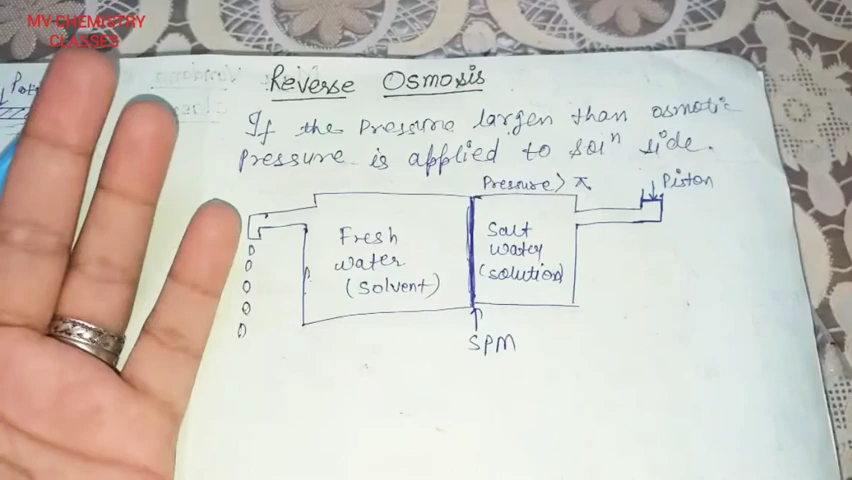 MV CHEMISTRY
CLASSES
Reverse Osmosis
If the Pressure larger than osmotic
pressure is applied to solⁿ side.
Pressure > π
Piston
Fresh
water
(solvent)
Salt
water
(solution)
SPM